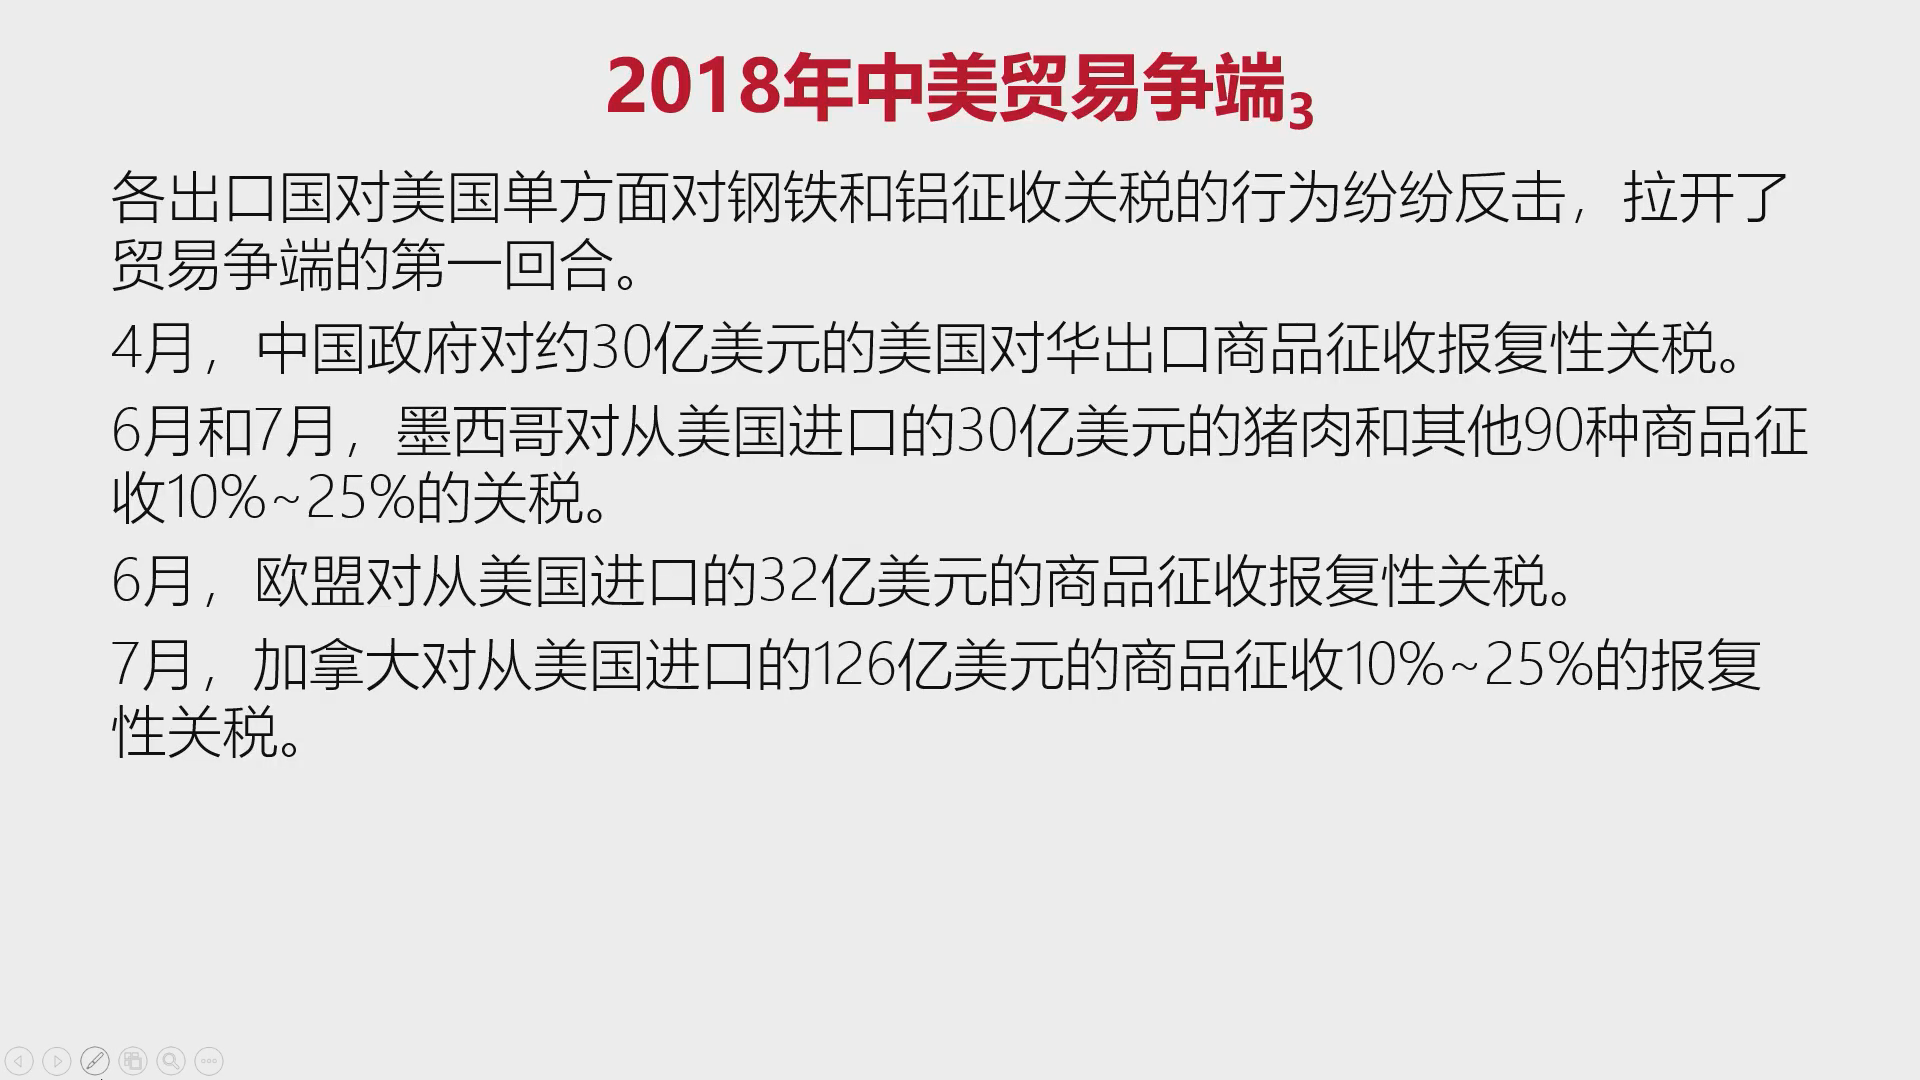 2018年中美贸易争端3
各出口国对美国单方面对钢铁和铝征收关税的行为纷纷反击，拉开了
贸易争端的第一回合。
4月，中国政府对约30亿美元的美国对华出口商品征收报复性关税。
6月和7月，墨西哥对从美国进口的30亿美元的猪肉和其他90种商品征
收10%~25%的关税。
6月，欧盟对从美国进口的32亿美元的商品征收报复性关税。
7月，加拿大对从美国进口的126亿美元的商品征收10%~25%的报复
性关税。